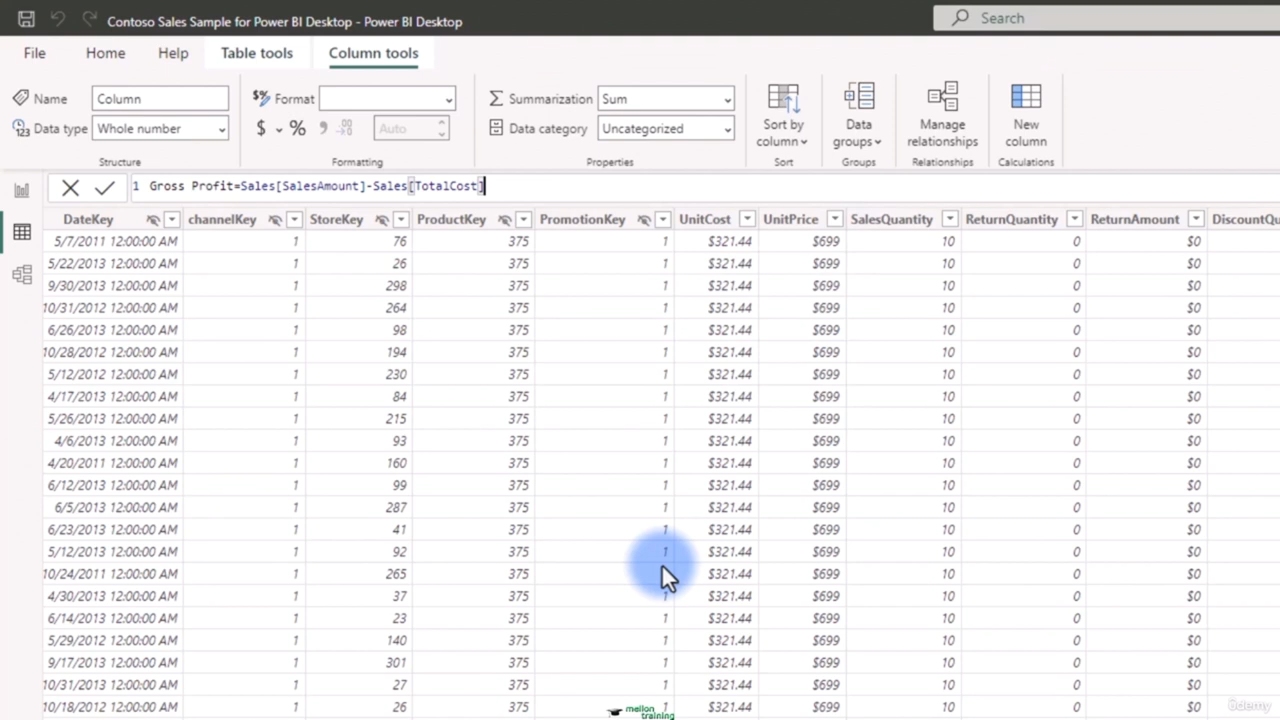 Contoso Sales Sample for Power BI Desktop - Power BI Desktop
Search
File Home Help Table tools Column tools
Name Column Format Summarization Sum
Data type Whole number $ % Auto Data category Uncategorized
Sort by column Data groups Manage relationships New column
Structure Formatting Properties Sort Groups Relationships Calculations
1 Gross Profit=Sales[SalesAmount]-Sales[TotalCost]
DateKey channelKey StoreKey ProductKey PromotionKey UnitCost UnitPrice SalesQuantity ReturnQuantity ReturnAmount DiscountQu
5/7/2011 12:00:00 AM 1 76 375 1 $321.44 $699 10 0 $0
5/22/2013 12:00:00 AM 1 26 375 1 $321.44 $699 10 0 $0
9/30/2013 12:00:00 AM 1 298 375 1 $321.44 $699 10 0 $0
10/31/2012 12:00:00 AM 1 264 375 1 $321.44 $699 10 0 $0
6/26/2013 12:00:00 AM 1 98 375 1 $321.44 $699 10 0 $0
10/28/2012 12:00:00 AM 1 194 375 1 $321.44 $699 10 0 $0
5/12/2012 12:00:00 AM 1 230 375 1 $321.44 $699 10 0 $0
4/17/2013 12:00:00 AM 1 84 375 1 $321.44 $699 10 0 $0
5/26/2013 12:00:00 AM 1 215 375 1 $321.44 $699 10 0 $0
4/6/2013 12:00:00 AM 1 93 375 1 $321.44 $699 10 0 $0
4/20/2011 12:00:00 AM 1 160 375 1 $321.44 $699 10 0 $0
6/12/2013 12:00:00 AM 1 99 375 1 $321.44 $699 10 0 $0
6/5/2013 12:00:00 AM 1 287 375 1 $321.44 $699 10 0 $0
6/23/2013 12:00:00 AM 1 41 375 1 $321.44 $699 10 0 $0
5/12/2013 12:00:00 AM 1 92 375 1 $321.44 $699 10 0 $0
10/24/2011 12:00:00 AM 1 265 375 $321.44 $699 10 0 $0
4/30/2013 12:00:00 AM 1 37 375 1 $321.44 $699 10 0 $0
6/14/2013 12:00:00 AM 1 23 375 1 $321.44 $699 10 0 $0
5/29/2012 12:00:00 AM 1 140 375 1 $321.44 $699 10 0 $0
9/17/2013 12:00:00 AM 1 301 375 1 $321.44 $699 10 0 $0
10/31/2013 12:00:00 AM 1 27 375 1 $321.44 $699 10 0 $0
10/18/2012 12:00:00 AM 1 26 375 1 $321.44 $699 10 0 $0
mellon training
ûdemy